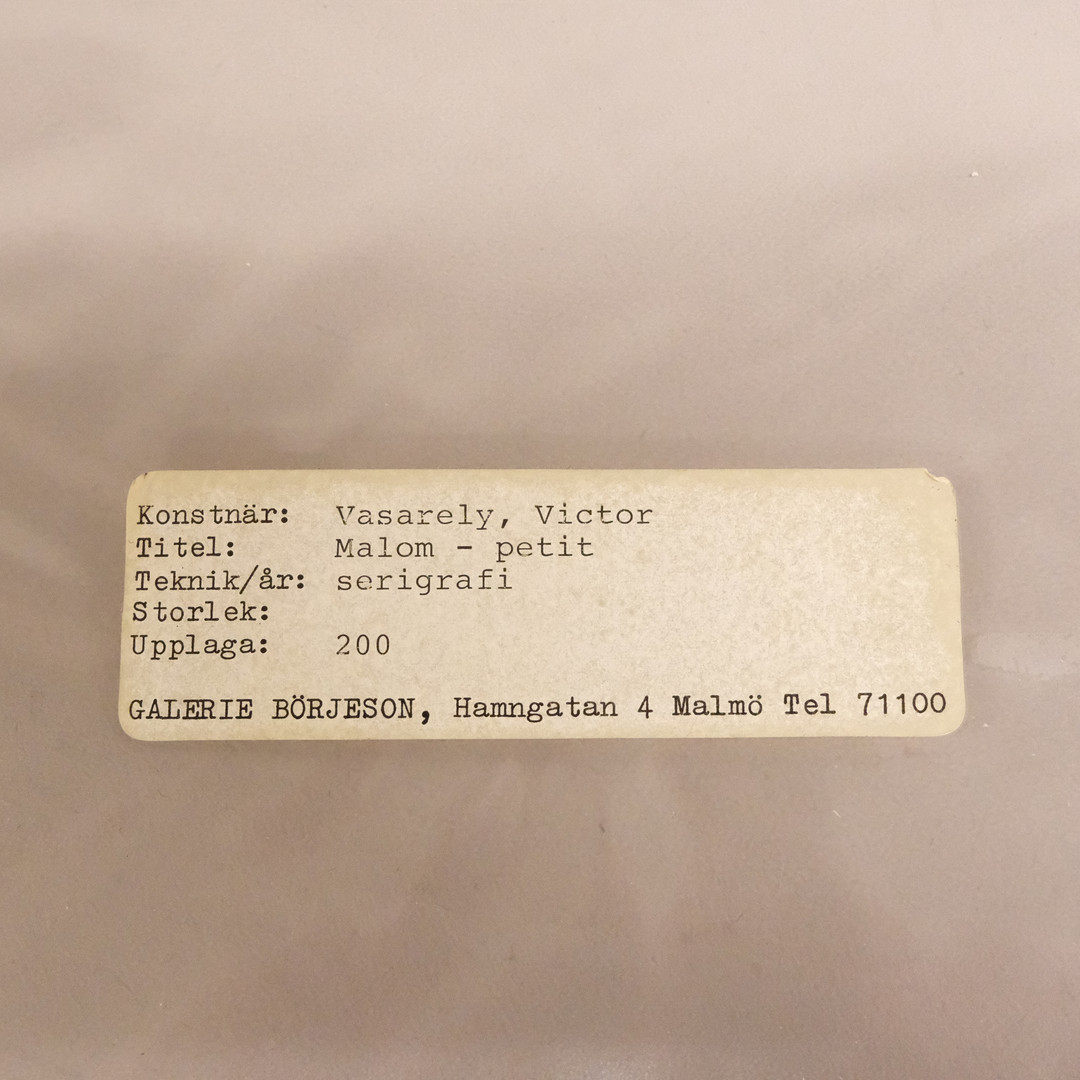 Konstnär: Vasarely, Victor
Titel: Malom - petit
Teknik/år: serigrafi
Storlek:
Upplaga: 200
GALERIE BÖRJESON, Hamngatan 4 Malmö Tel 71100